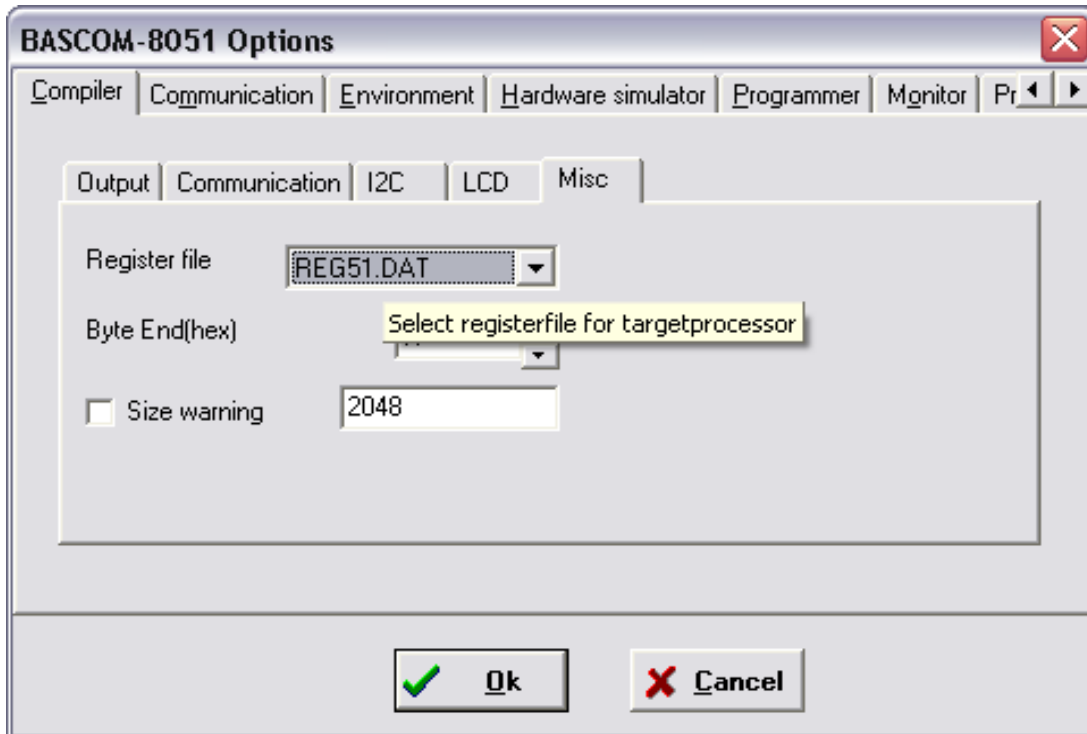 BASCOM-8051 Options
Compiler Communication Environment Hardware simulator Programmer Monitor Pr
Output Communication I2C LCD Misc
Register file REG51.DAT
Select registerfile for targetprocessor
Byte End(hex)
Size warning 2048
Ok Cancel